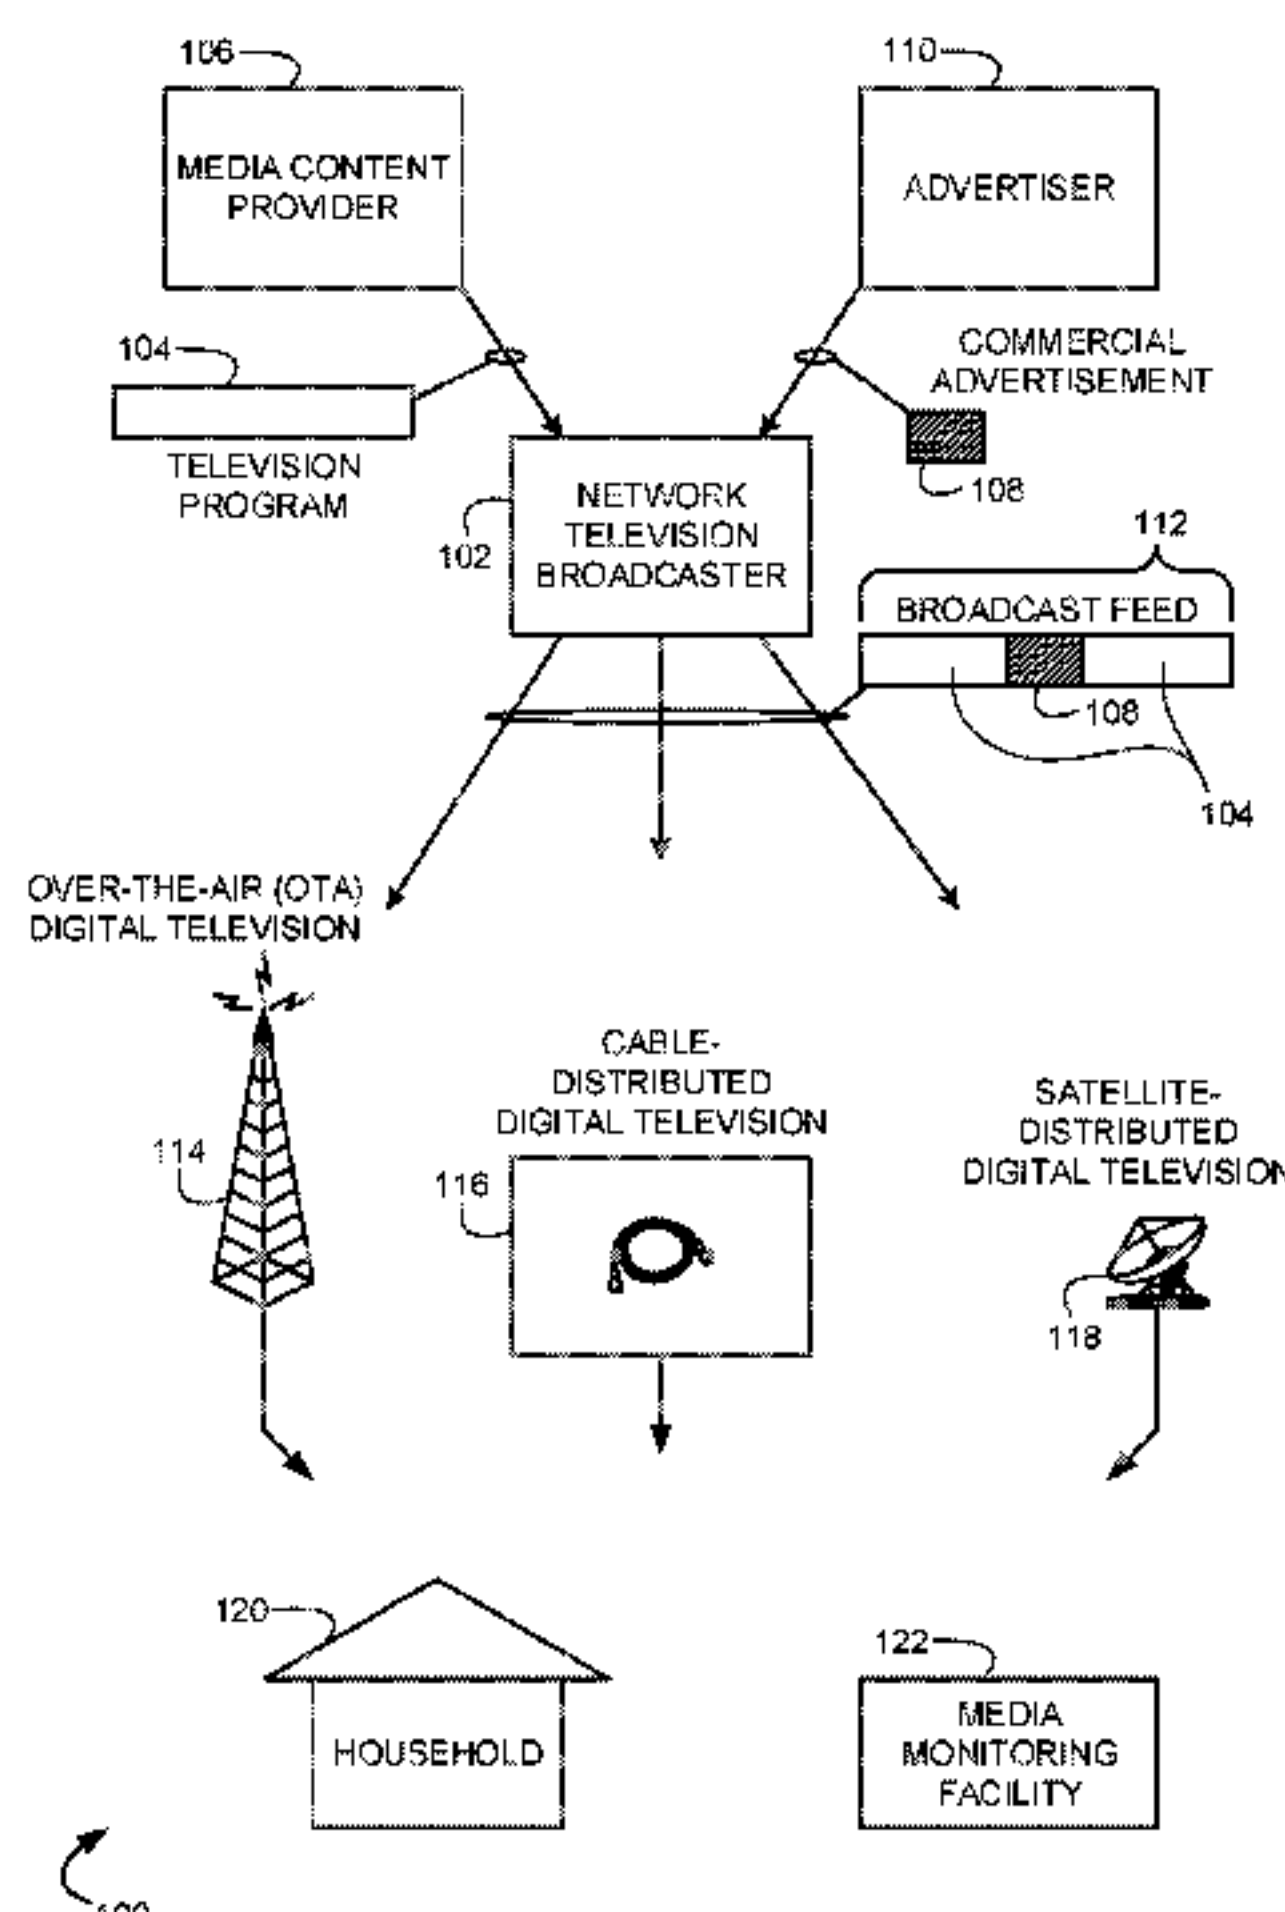 106
110
MEDIA CONTENT
PROVIDER
ADVERTISER
104
COMMERCIAL
ADVERTISEMENT
TELEVISION
PROGRAM
108
102
NETWORK
TELEVISION
BROADCASTER
112
BROADCAST FEED
108
104
OVER-THE-AIR (OTA)
DIGITAL TELEVISION
CABLE-
DISTRIBUTED
DIGITAL TELEVISION
SATELLITE-
DISTRIBUTED
DIGITAL TELEVISION
114
116
118
120
HOUSEHOLD
122
MEDIA
MONITORING
FACILITY